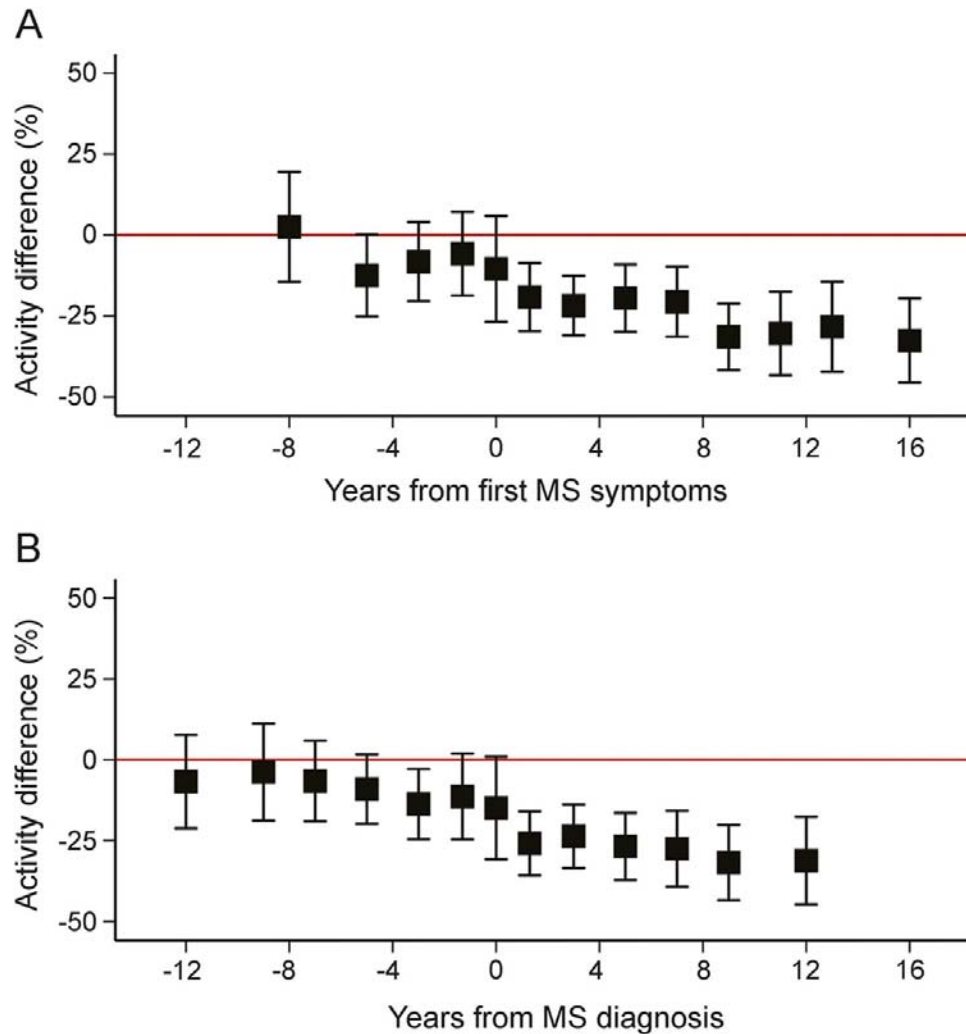 A
Activity difference (%)
50
25
0
-25
-50
-12 -8 -4 0 4 8 12 16
Years from first MS symptoms
B
Activity difference (%)
50
25
0
-25
-50
-12 -8 -4 0 4 8 12 16
Years from MS diagnosis